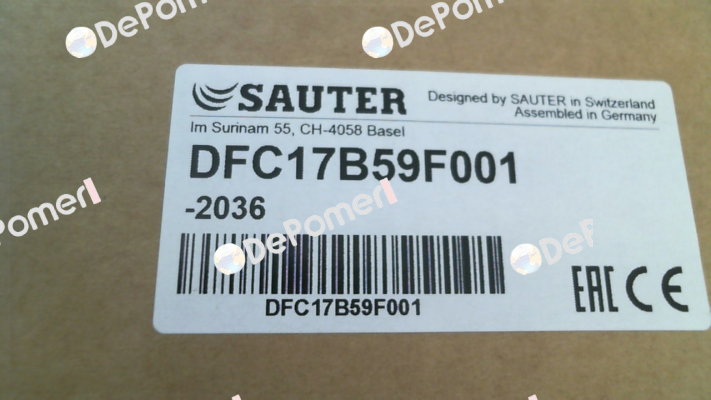 DePomerl
DePomerl
SAUTER
Designed by SAUTER in Switzerland
Assembled in Germany
Im Surinam 55, CH-4058 Basel
DFC17B59F001
-2036
DePomerl
DePomerl
DePo
DFC17B59F001
EAC CE